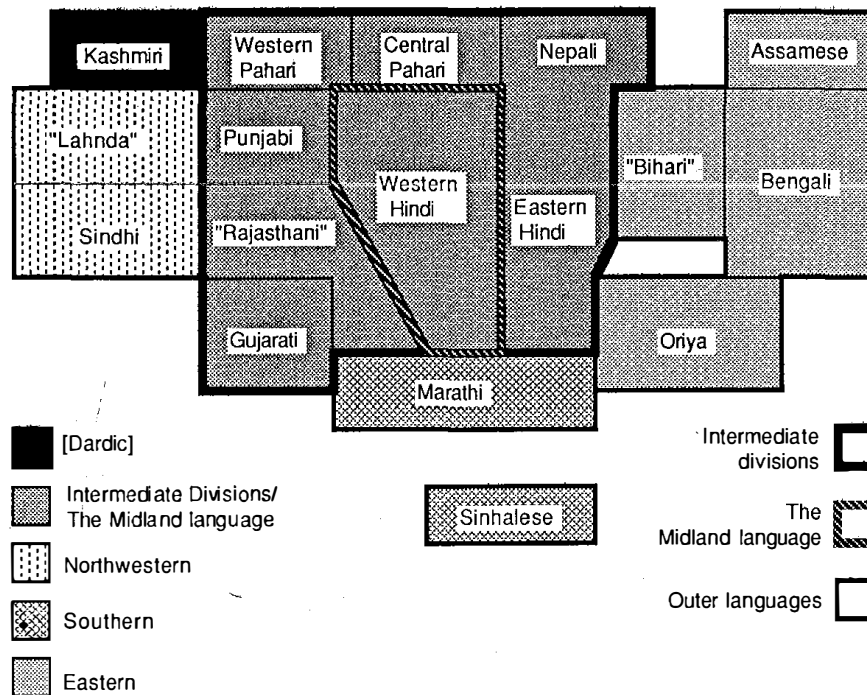 Kashmiri
Western
Pahari
Central
Pahari
Nepali
Assamese
"Lahnda"
Punjabi
Western
Hindi
"Bihari"
Bengali
Sindhi
"Rajasthani"
Eastern
Hindi
Gujarati
Oriya
Marathi
[Dardic]
Intermediate Divisions/
The Midland language
Northwestern
Southern
Eastern
Sinhalese
Intermediate
divisions
The
Midland language
Outer languages